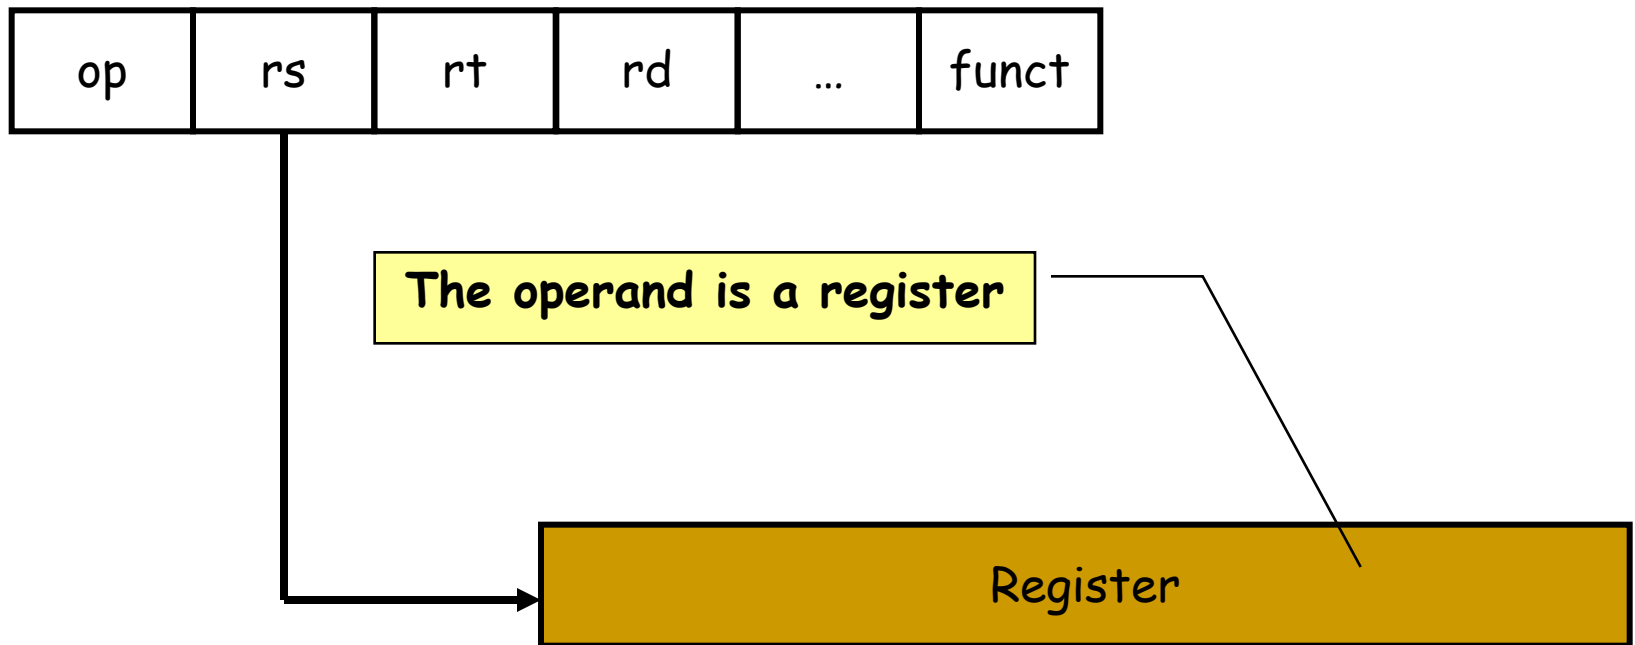 op rs rt rd ... funct
The operand is a register
Register